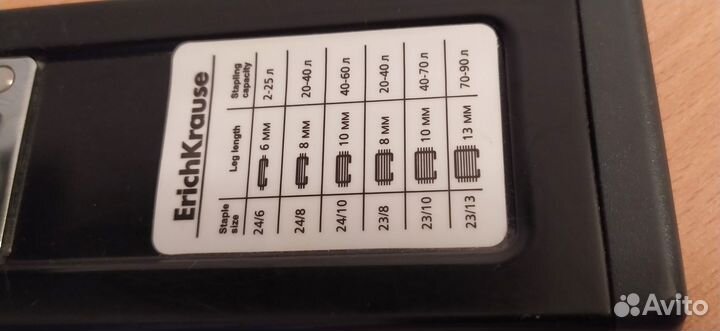 ErichKrause
Staple size Leg length Stapling capacity
24/6 6 мм 2-25 л
24/8 8 мм 20-40 л
24/10 10 мм 40-60 л
23/8 8 мм 20-40 л
23/10 10 мм 40-70 л
23/13 13 мм 70-90 л
Avito